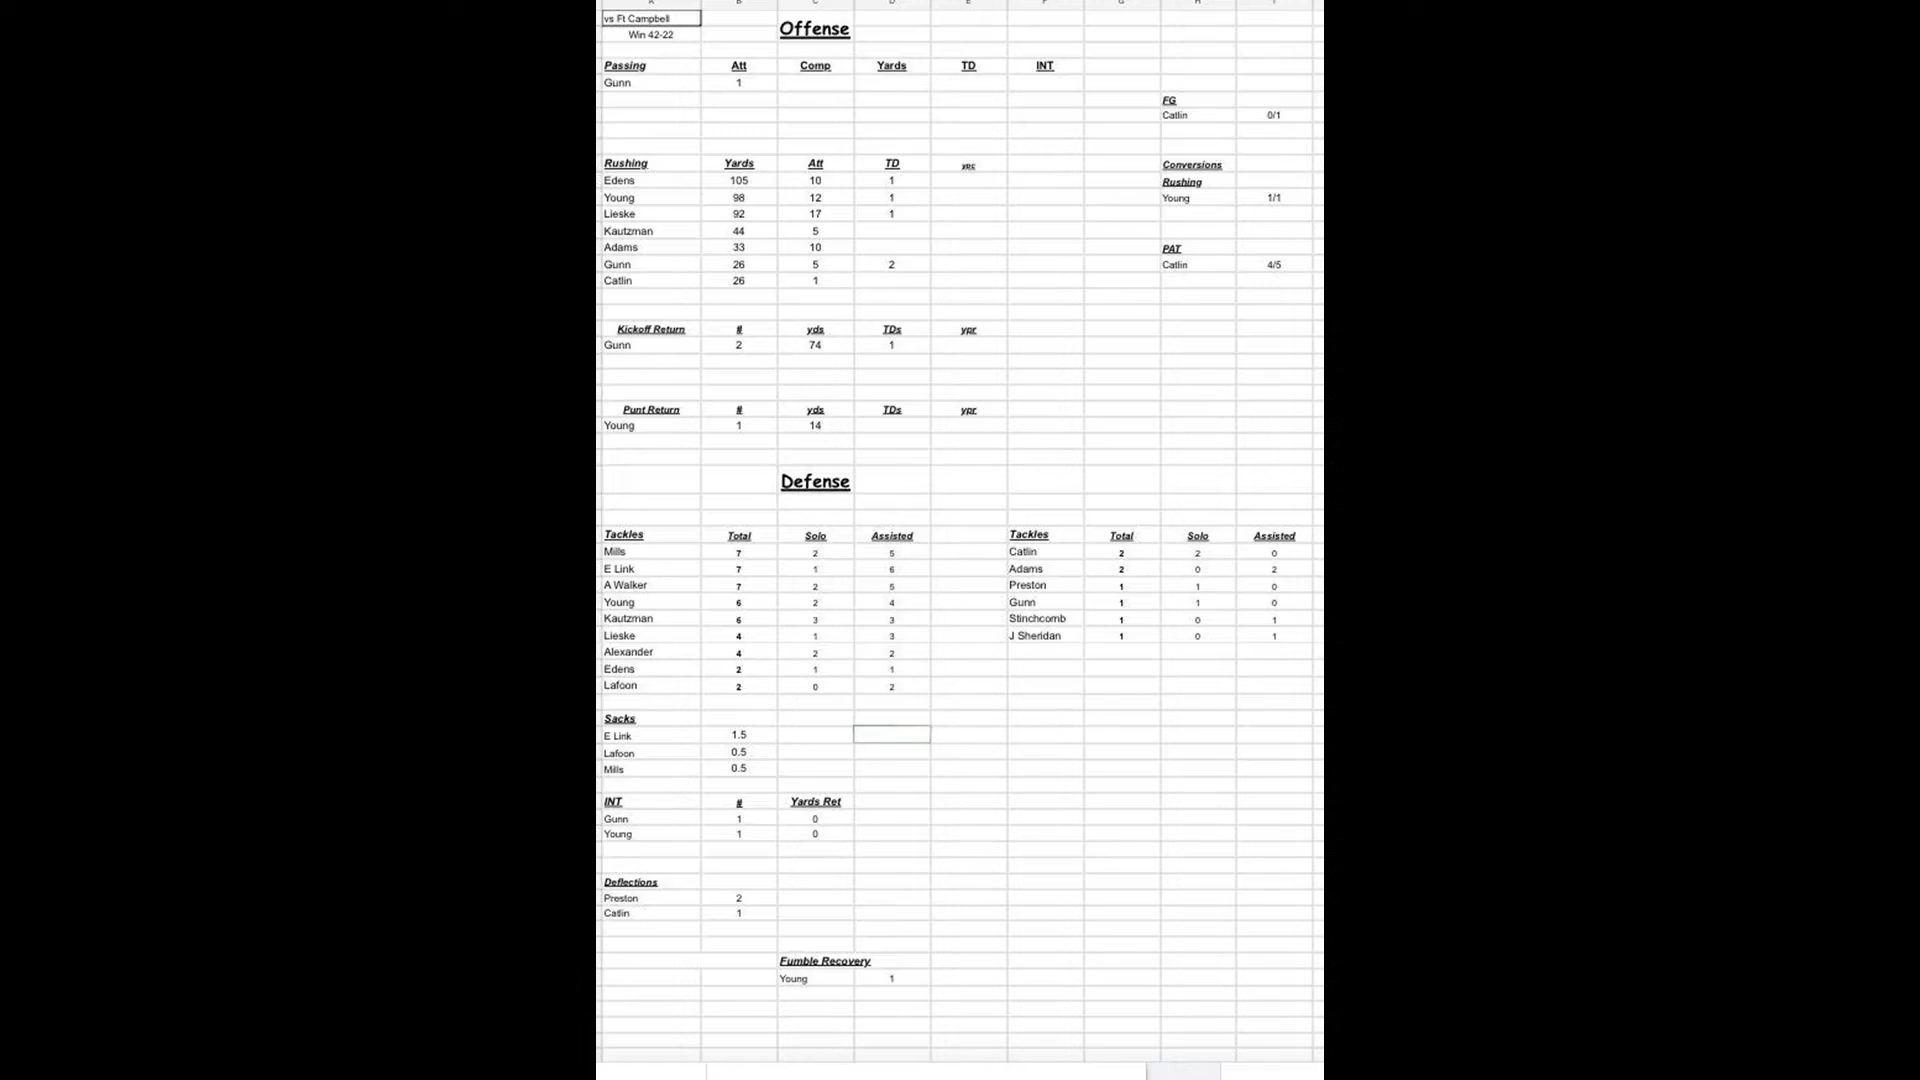 vs Ft Campbell
Win 42-22
Offense
Passing Att Comp Yards TD INT
Gunn 1
FG
Catlin 0/1
Rushing Yards Att TD ypc
Edens 105 10 1
Young 98 12 1
Lieske 92 17 1
Kautzman 44 5
Adams 33 10
Gunn 26 5 2
Catlin 26 1
Conversions
Rushing
Young 1/1
PAT
Catlin 4/5
Kickoff Return # yds TDs ypr
Gunn 2 74 1
Punt Return # yds TDs ypr
Young 1 14
Defense
Tackles Total Solo Assisted
Mills 7 2 5
E Link 7 1 6
A Walker 7 2 5
Young 6 2 4
Kautzman 6 3 3
Lieske 4 1 3
Alexander 4 2 2
Edens 2 1 1
Lafoon 2 0 2
Tackles Total Solo Assisted
Catlin 2 2 0
Adams 2 0 2
Preston 1 1 0
Gunn 1 1 0
Stinchcomb 1 0 1
J Sheridan 1 0 1
Sacks
E Link 1.5
Lafoon 0.5
Mills 0.5
INT # Yards Ret
Gunn 1 0
Young 1 0
Deflections
Preston 2
Catlin 1
Fumble Recovery
Young 1